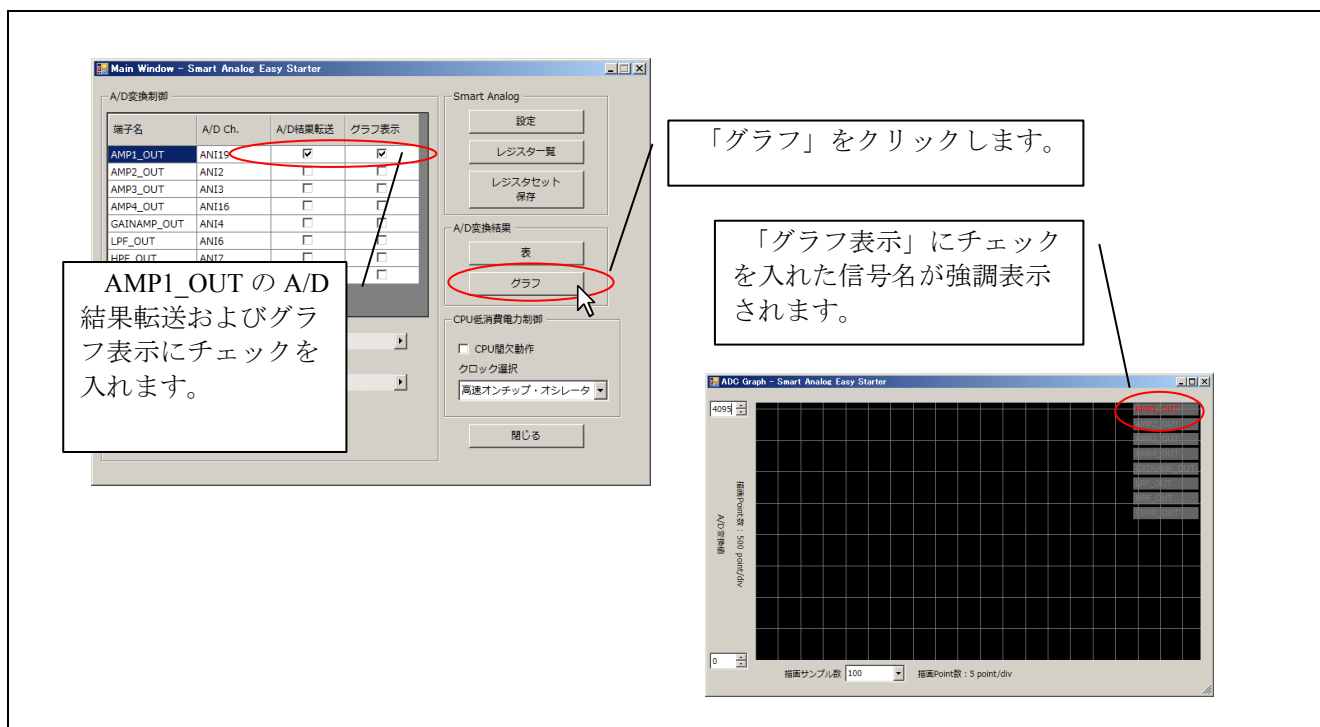 Main Window - Smart Analog Easy Starter
A/D変換制御
端子名 A/D Ch. A/D結果転送 グラフ表示
AMP1_OUT ANI19
AMP2_OUT ANI2
AMP3_OUT ANI3
AMP4_OUT ANI16
GAINAMP_OUT ANI4
LPF_OUT ANI6
HPF_OUT ANI7
AMP1_OUT の A/D
結果転送およびグラ
フ表示にチェックを
入れます。
Smart Analog
設定
レジスター覧
レジスタセット
保存
A/D変換結果
表
グラフ
CPU低消費電力制御
CPU間欠動作
クロック選択
高速オンチップ・オシレータ
閉じる
「グラフ」をクリックします。
「グラフ表示」にチェック
を入れた信号名が強調表示
されます。
ADC Graph - Smart Analog Easy Starter
4095
AMP1_OUT
AMP2_OUT
AMP3_OUT
AMP4_OUT
GAINAMP_OUT
LPF_OUT
HPF_OUT
TEMP_OUT
描画Point数 : 500 point/div
A/D変換値
0
描画サンプル数 100 描画Point数 : 5 point/div